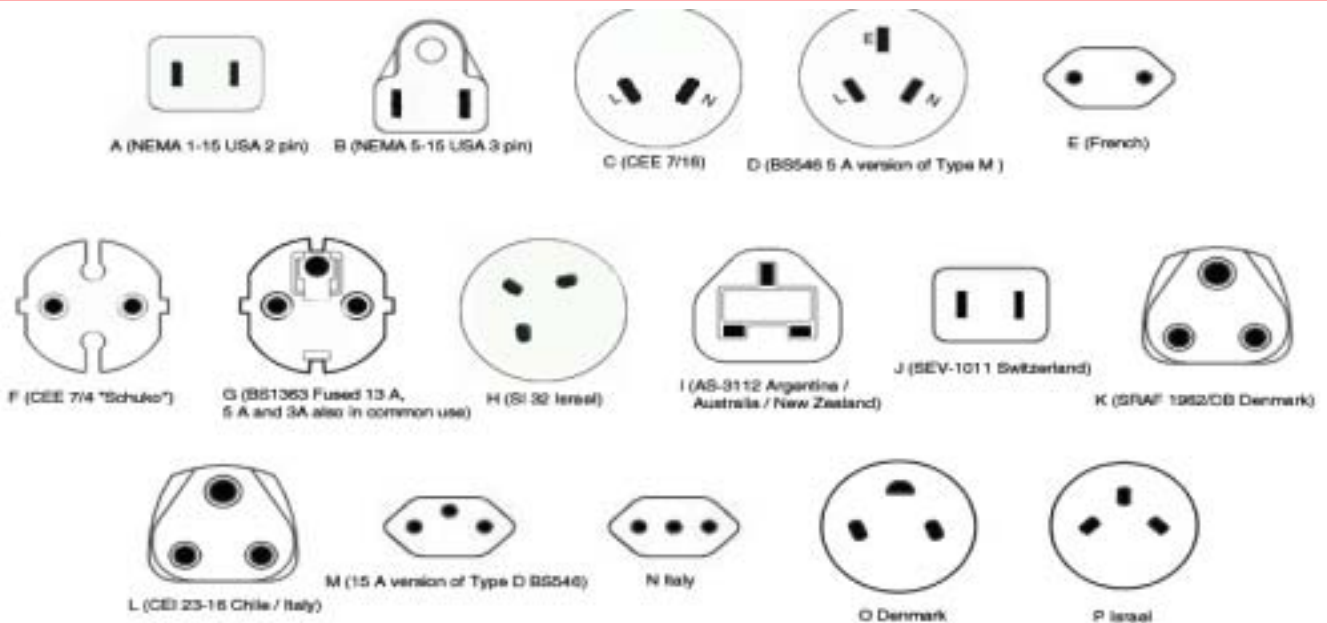 E
L N
L N
A (NEMA 1-15 USA 2 pin) B (NEMA 5-15 USA 3 pin) C (CEE 7/16) D (BS546 5 A version of Type M ) E (French)
F (CEE 7/4 "Schuko") G (BS1363 Fused 13 A,
5 A and 3A also in common use) H (SI 32 Israel) I (AS-3112 Argentina /
Australia / New Zealand) J (SEV-1011 Switzerland) K (SRAF 1962/DB Denmark)
L (CEI 23-16 Chile / Italy) M (15 A version of Type D BS546) N Italy O Denmark P Israal